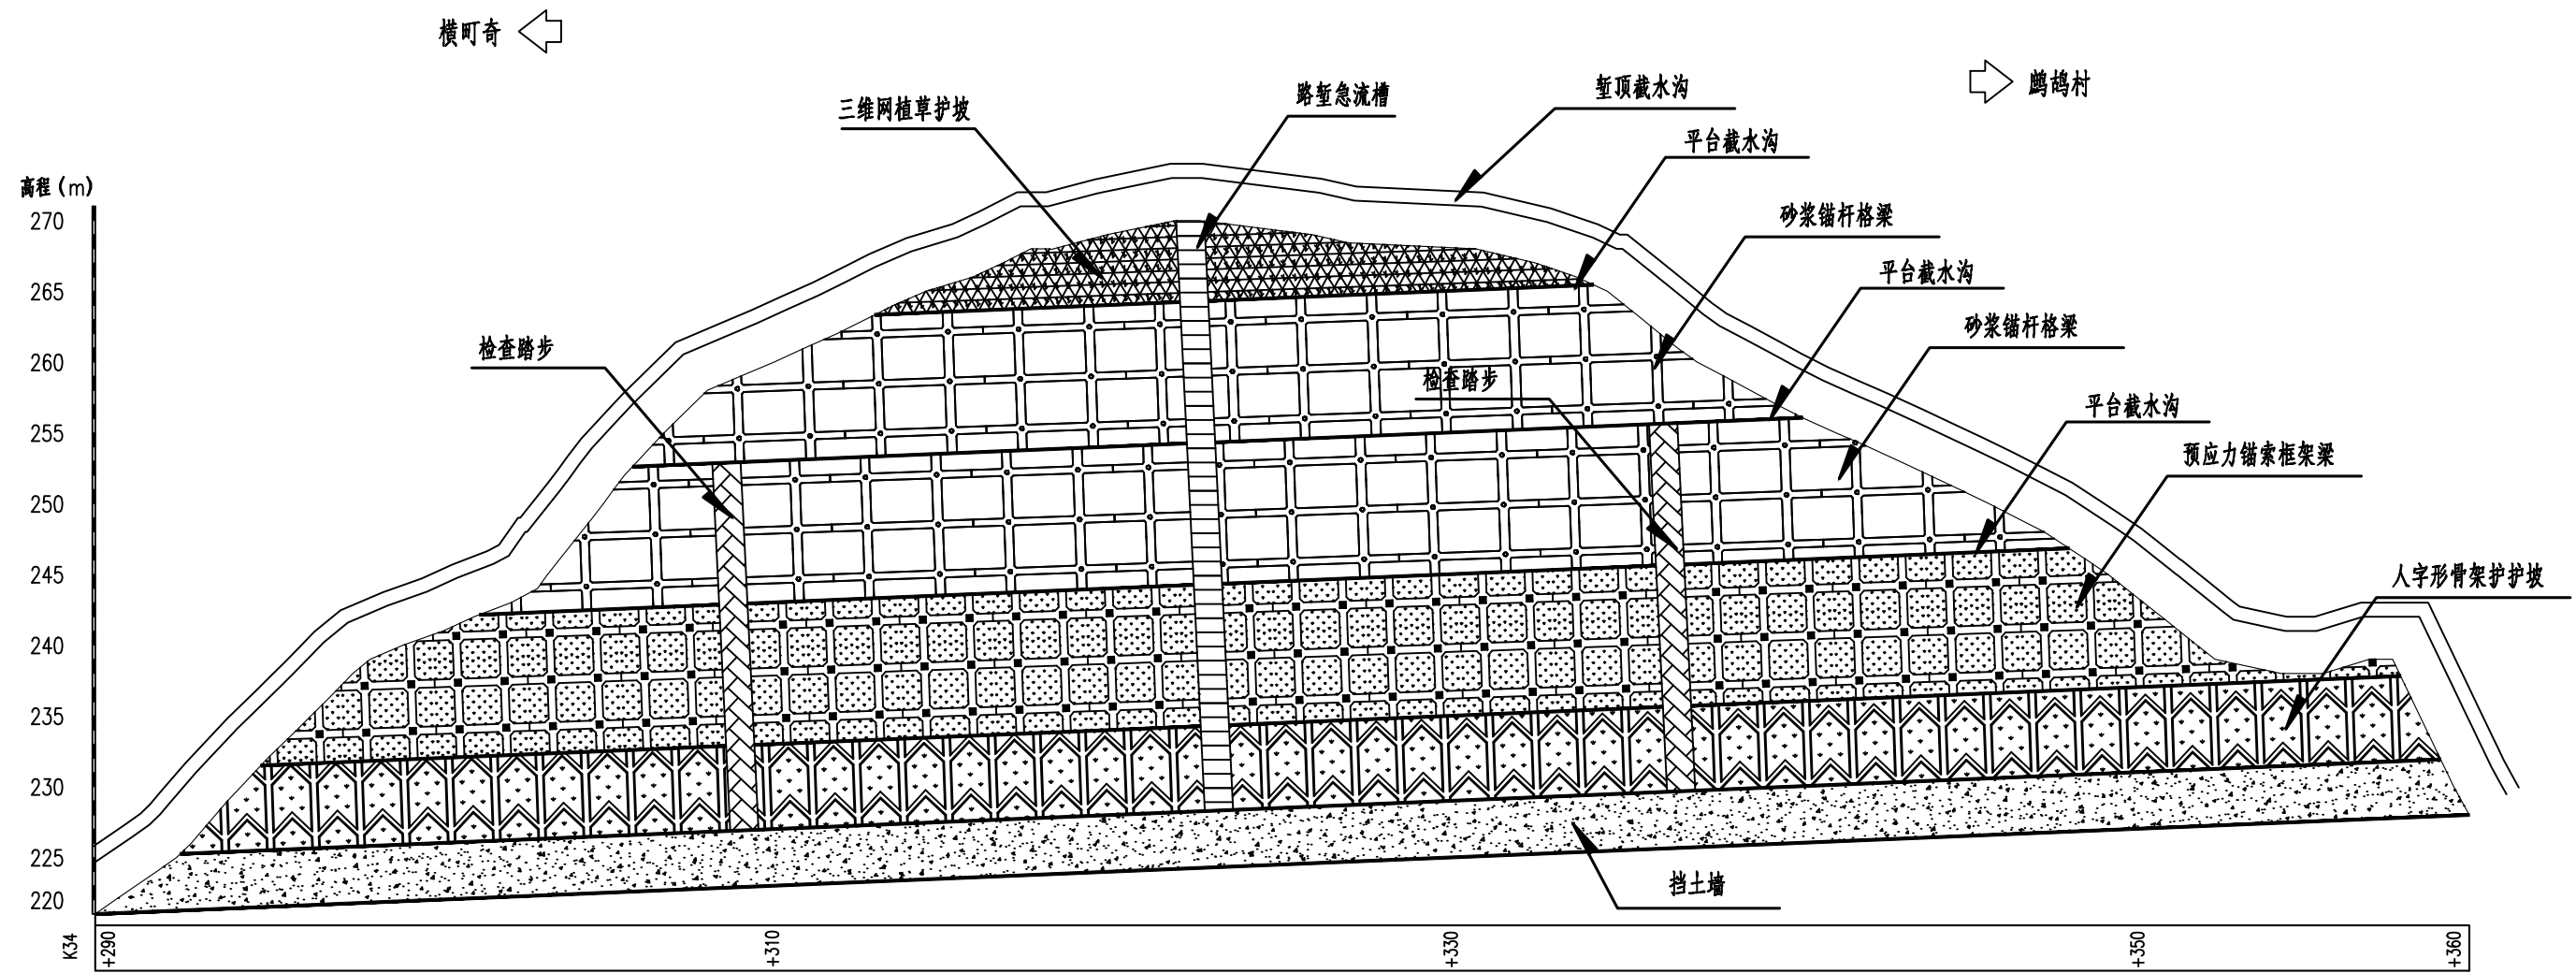 横町奇
鹧鸪村
三维网植草护坡
路堑急流槽
堑顶截水沟
平台截水沟
高程(m)
砂浆锚杆格梁
平台截水沟
砂浆锚杆格梁
检查踏步
检查踏步
平台截水沟
预应力锚索框架梁
人字形骨架护护坡
挡土墙
270
265
260
255
250
245
240
235
230
225
220
K34
+290
+310
+330
+350
+360